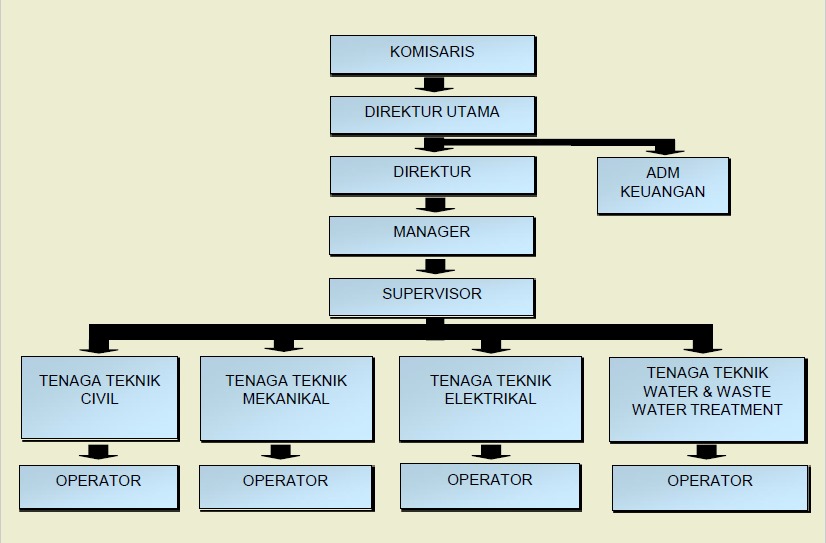 KOMISARIS
DIREKTUR UTAMA
DIREKTUR
ADM
KEUANGAN
MANAGER
SUPERVISOR
TENAGA TEKNIK
CIVIL
TENAGA TEKNIK
MEKANIKAL
TENAGA TEKNIK
ELEKTRIKAL
TENAGA TEKNIK
WATER & WASTE
WATER TREATMENT
OPERATOR
OPERATOR
OPERATOR
OPERATOR